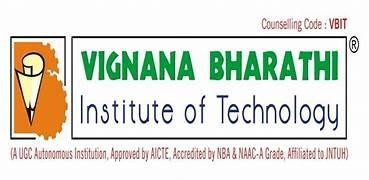 Counselling Code : VBIT
VIGNANA BHARATHI ®
Institute of Technology
(A UGC Autonomous Institution, Approved by AICTE, Accredited by NBA & NAAC-A Grade, Affiliated to JNTUH)